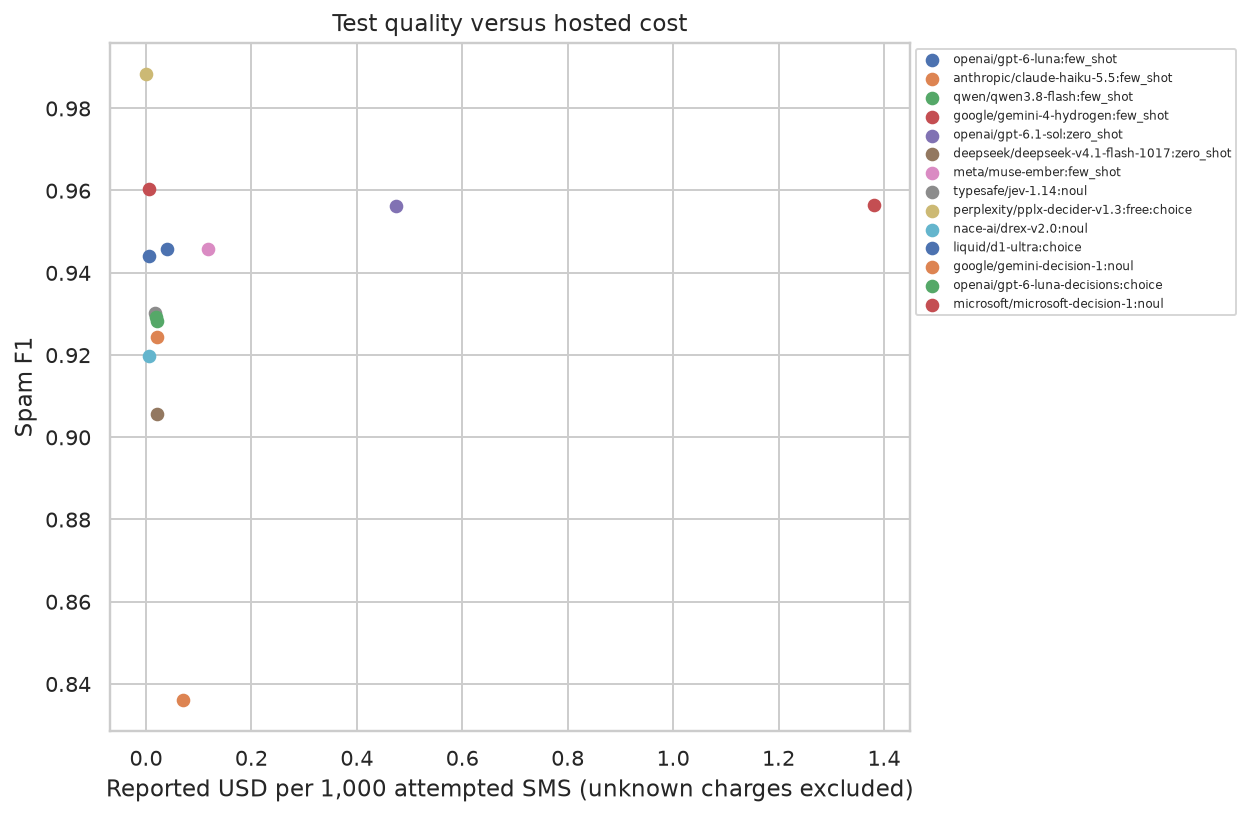 Test quality versus hosted cost
Spam F1
0.98
0.96
0.94
0.92
0.90
0.88
0.86
0.84
0.0 0.2 0.4 0.6 0.8 1.0 1.2 1.4
Reported USD per 1,000 attempted SMS (unknown charges excluded)
openai/gpt-6-luna:few_shot
anthropic/claude-haiku-5.5:few_shot
qwen/qwen3.8-flash:few_shot
google/gemini-4-hydrogen:few_shot
openai/gpt-6.1-sol:zero_shot
deepseek/deepseek-v4.1-flash-1017:zero_shot
meta/muse-ember:few_shot
typesafe/jev-1.14:noul
perplexity/pplx-decider-v1.3:free:choice
nace-ai/drex-v2.0:noul
liquid/d1-ultra:choice
google/gemini-decision-1:noul
openai/gpt-6-luna-decisions:choice
microsoft/microsoft-decision-1:noul